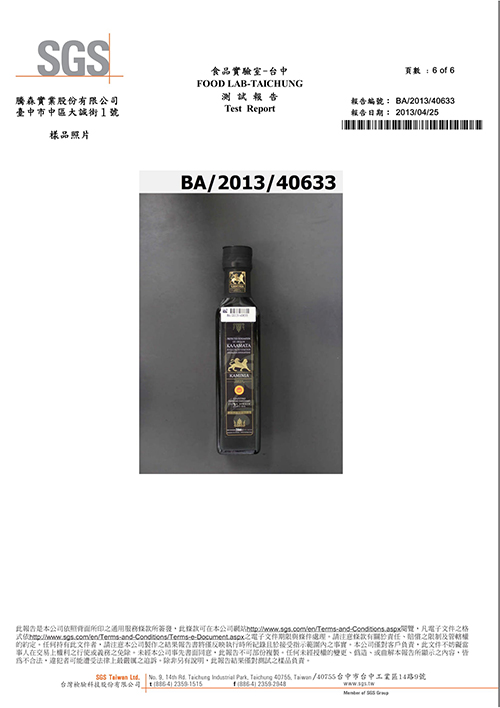 SGS
食品實驗室-台中
FOOD LAB-TAICHUNG
測 試 報 告
Test Report
頁數 : 6 of 6
騰森實業股份有限公司
臺中市中區大誠街1號
報告編號: BA/2013/40633
報告日期: 2013/04/25
樣品照片
BA/2013/40633
ΚΑΛΑΜΑΤΑ
KAMINIA
此報告是本公司依照背面所印之通用服務條款所簽發,此條款可在本公司網站http://www.sgs.com/en/Terms-and-Conditions.aspx閱覽,凡電子文件之格
式依http://www.sgs.com/en/Terms-and-Conditions/Terms-e-Document.aspx之電子文件期限與條件處理。請注意條款有關於責任、賠償之限制及管轄權
的約定。任何持有此文件者,請注意本公司製作之結果報告書將僅反映執行時所紀錄且於接受指示範圍內之事實。本公司僅對客戶負責,此文件不妨礙當
事人在交易上權利之行使或義務之免除。未經本公司事先書面同意,此報告不可部份複製。任何未經授權的變更、偽造、或曲解本報告所顯示之內容,皆
為不合法,違犯者可能遭受法律上最嚴厲之追訴。除非另有說明,此報告結果僅對測試之樣品負責。
SGS Taiwan Ltd. No. 9, 14th Rd. Taichung Industrial Park, Taichung 40755, Taiwan /40755台中市台中工業區14路9號
台灣檢驗科技股份有限公司 t (886-4) 2359-1515 f (886-4) 2359-2948 www.sgs.tw
Member of SGS Group